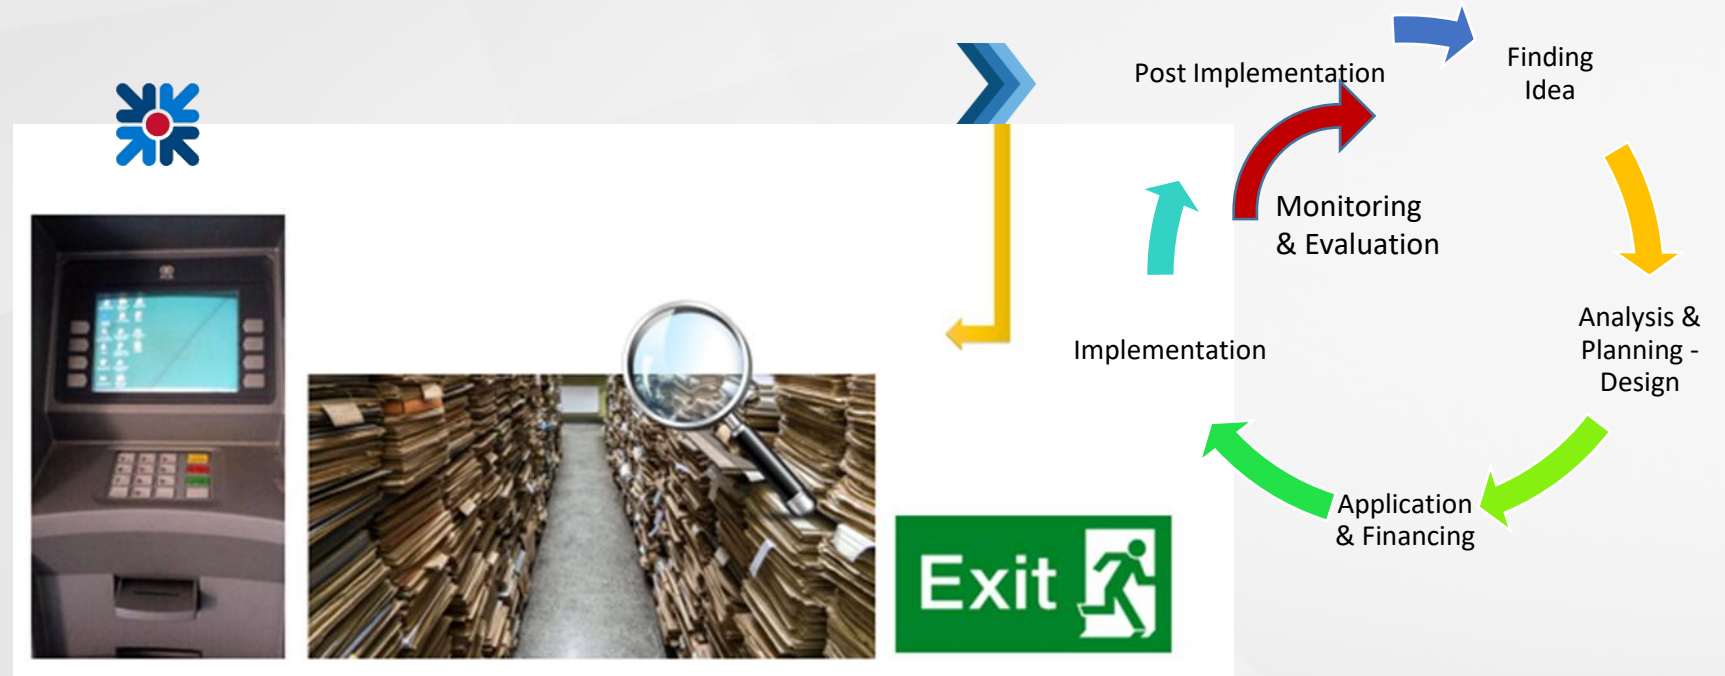 Post Implementation
Finding
Idea
Monitoring
& Evaluation
Analysis &
Planning -
Design
Implementation
Application
& Financing
Exit